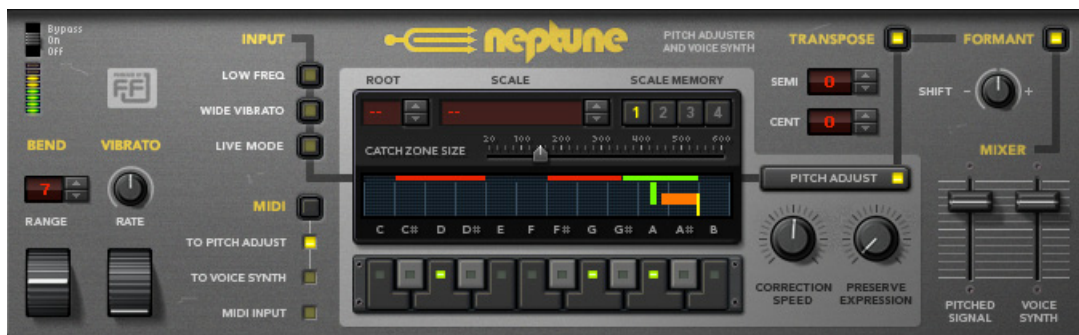 Bypass
On
Off
INPUT
LOW FREQ
WIDE VIBRATO
LIVE MODE
BEND
VIBRATO
7
RANGE
RATE
MIDI
TO PITCH ADJUST
TO VOICE SYNTH
MIDI INPUT
neptune
PITCH ADJUSTER
AND VOICE SYNTH
ROOT
SCALE
SCALE MEMORY
--
--
1 2 3 4
CATCH ZONE SIZE
20 100 200 300 400 500 600
C C# D D# E F F# G G# A A# B
TRANSPOSE
SEMI
0
CENT
0
FORMANT
SHIFT
- +
MIXER
PITCH ADJUST
CORRECTION
SPEED
PRESERVE
EXPRESSION
PITCHED
SIGNAL
VOICE
SYNTH